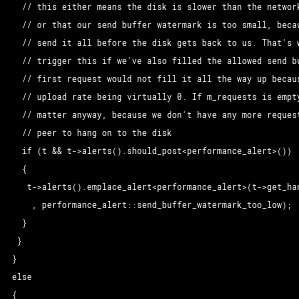 // this either means the disk is slower than the network
// or that our send buffer watermark is too small, becau
// send it all before the disk gets back to us. That's w
// trigger this if we've also filled the allowed send bu
// first request would not fill it all the way up becaus
// upload rate being virtually 0. If m_requests is empty
// matter anyway, because we don't have any more request
// peer to hang on to the disk
if (t && t->alerts().should_post<performance_alert>())
{
t->alerts().emplace_alert<performance_alert>(t->get_han
, performance_alert::send_buffer_watermark_too_low);
}
}
}
else
{